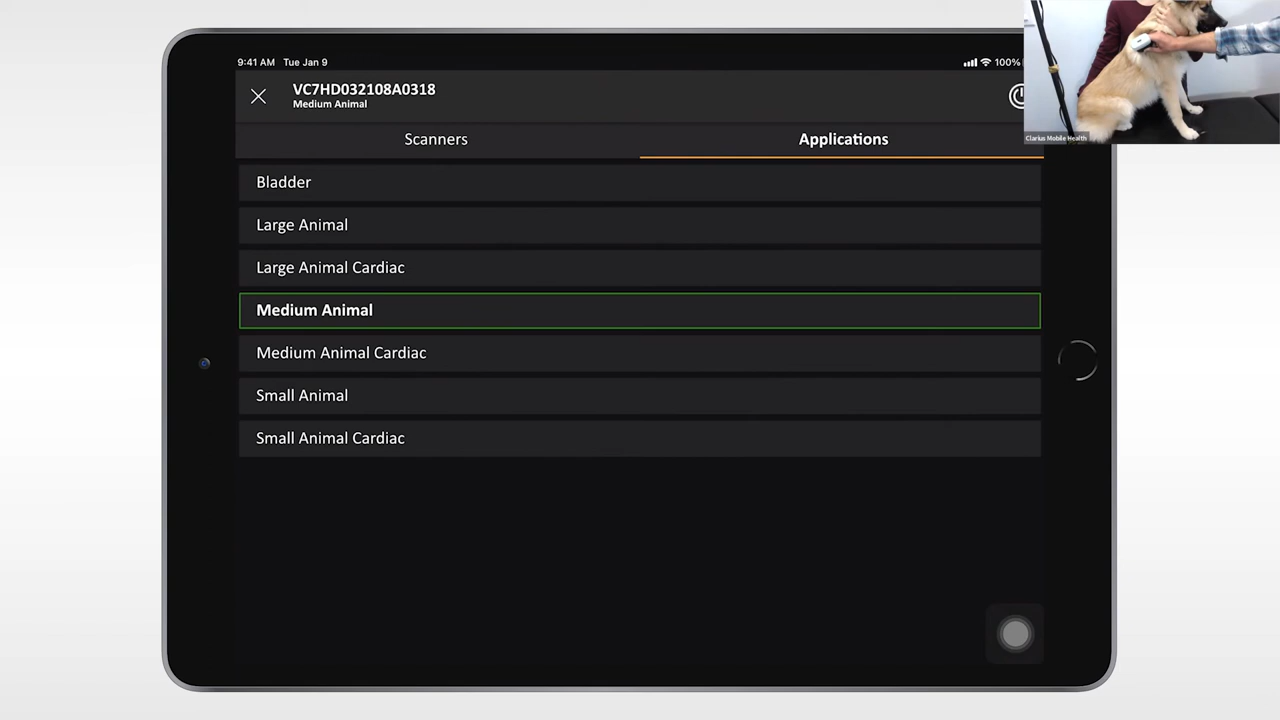 9:41 AM Tue Jan 9
100%
VC7HD032108A0318
Medium Animal
Scanners
Applications
Bladder
Large Animal
Large Animal Cardiac
Medium Animal
Medium Animal Cardiac
Small Animal
Small Animal Cardiac
Clarius Mobile Health